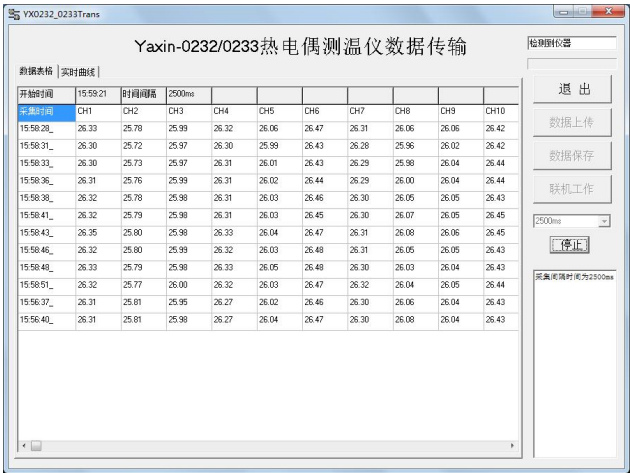 YX0232_0233Trans
Yaxin-0232/0233热电偶测温仪数据传输
检测到仪器
数据表格 实时曲线
退 出
开始时间 15:59:21 时间间隔 2500ms
采集时间 CH1 CH2 CH3 CH4 CH5 CH6 CH7 CH8 CH9 CH10
数据上传
15:58:28_ 26.33 25.78 25.99 26.32 26.06 26.47 26.31 26.06 26.06 26.42
15:58:31_ 26.30 25.72 25.97 26.30 25.99 26.43 26.28 25.96 26.02 26.42
数据保存
15:58:33_ 26.30 25.73 25.97 26.31 26.01 26.43 26.29 25.98 26.04 26.44
15:58:36_ 26.31 25.76 25.99 26.31 26.02 26.44 26.29 26.00 26.04 26.44
联机工作
15:58:38_ 26.32 25.78 25.98 26.31 26.03 26.46 26.30 26.05 26.05 26.43
15:58:41_ 26.32 25.79 25.98 26.31 26.03 26.45 26.30 26.07 26.05 26.45
2500ms
15:58:43_ 26.35 25.80 25.98 26.33 26.04 26.47 26.31 26.08 26.06 26.45
15:58:46_ 26.32 25.80 25.99 26.32 26.03 26.48 26.31 26.05 26.05 26.43
停止
15:58:48_ 26.33 25.79 25.98 26.33 26.05 26.48 26.30 26.03 26.04 26.43
15:58:51_ 26.32 25.77 26.00 26.32 26.03 26.47 26.32 26.04 26.05 26.44
采集间隔时间为2500ms
15:56:37_ 26.31 25.81 25.95 26.27 26.02 26.46 26.30 26.06 26.04 26.43
15:56:40_ 26.31 25.81 25.98 26.27 26.04 26.47 26.30 26.08 26.04 26.43